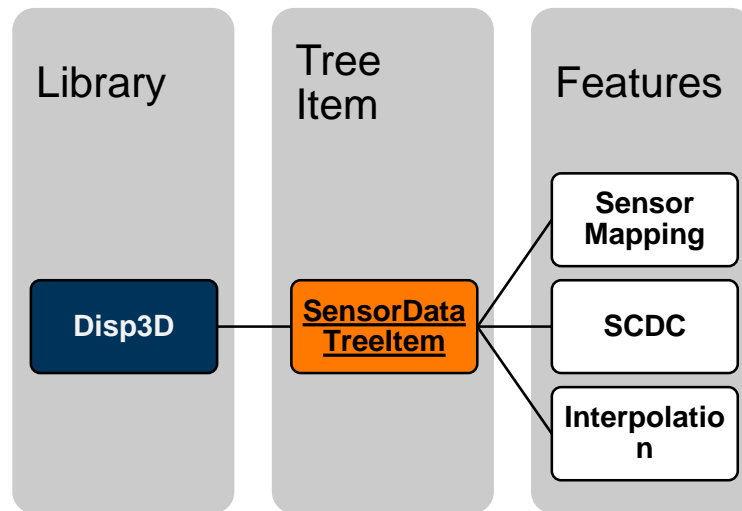 Library
Tree
Item
Features
Disp3D
SensorData
TreeItem
Sensor
Mapping
SCDC
Interpolatio
n